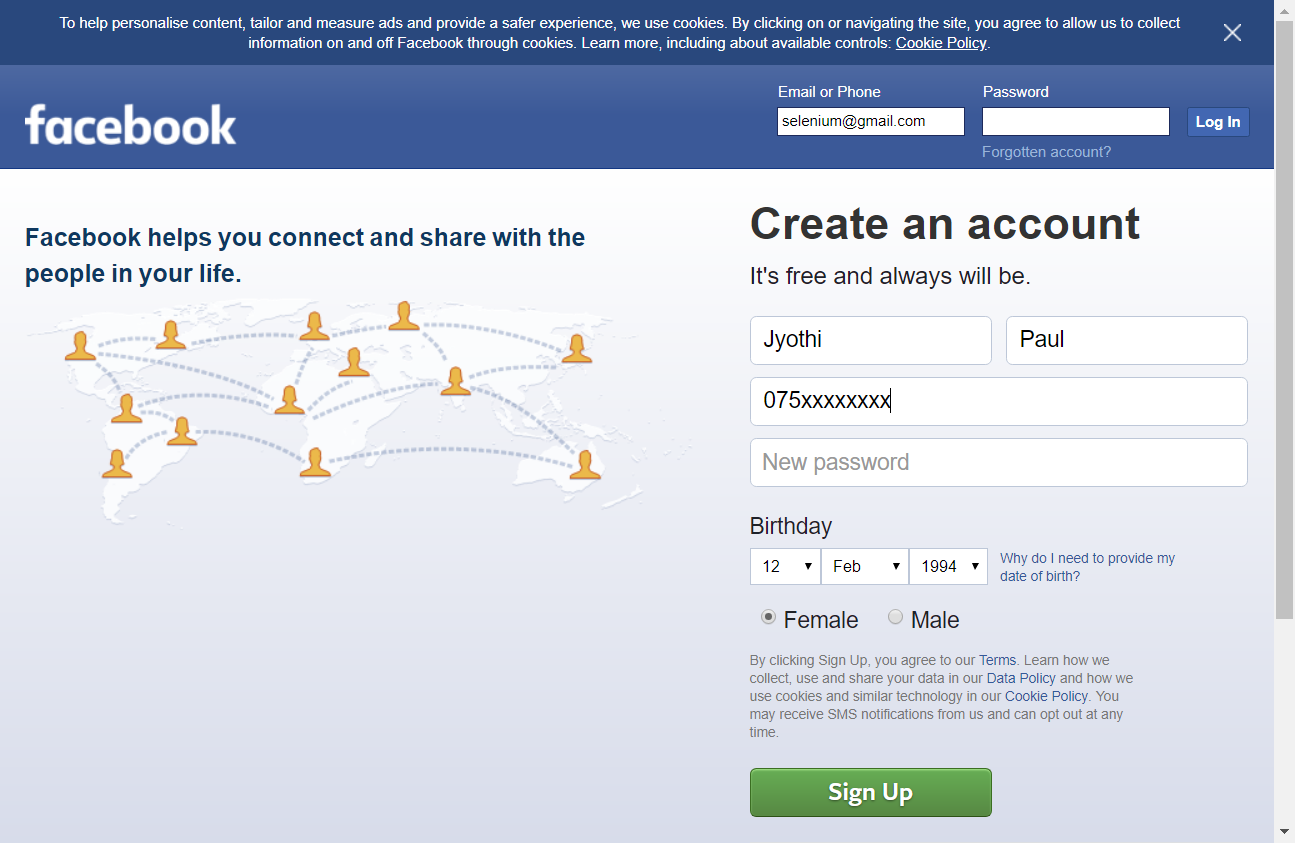 To help personalise content, tailor and measure ads and provide a safer experience, we use cookies. By clicking on or navigating the site, you agree to allow us to collect
information on and off Facebook through cookies. Learn more, including about available controls: Cookie Policy.
facebook
Email or Phone
Password
selenium@gmail.com
Log In
Forgotten account?
Facebook helps you connect and share with the
people in your life.
Create an account
It's free and always will be.
Jyothi
Paul
075xxxxxxxx
New password
Birthday
12
Feb
1994
Why do I need to provide my
date of birth?
Female
Male
By clicking Sign Up, you agree to our Terms. Learn how we
collect, use and share your data in our Data Policy and how we
use cookies and similar technology in our Cookie Policy. You
may receive SMS notifications from us and can opt out at any
time.
Sign Up